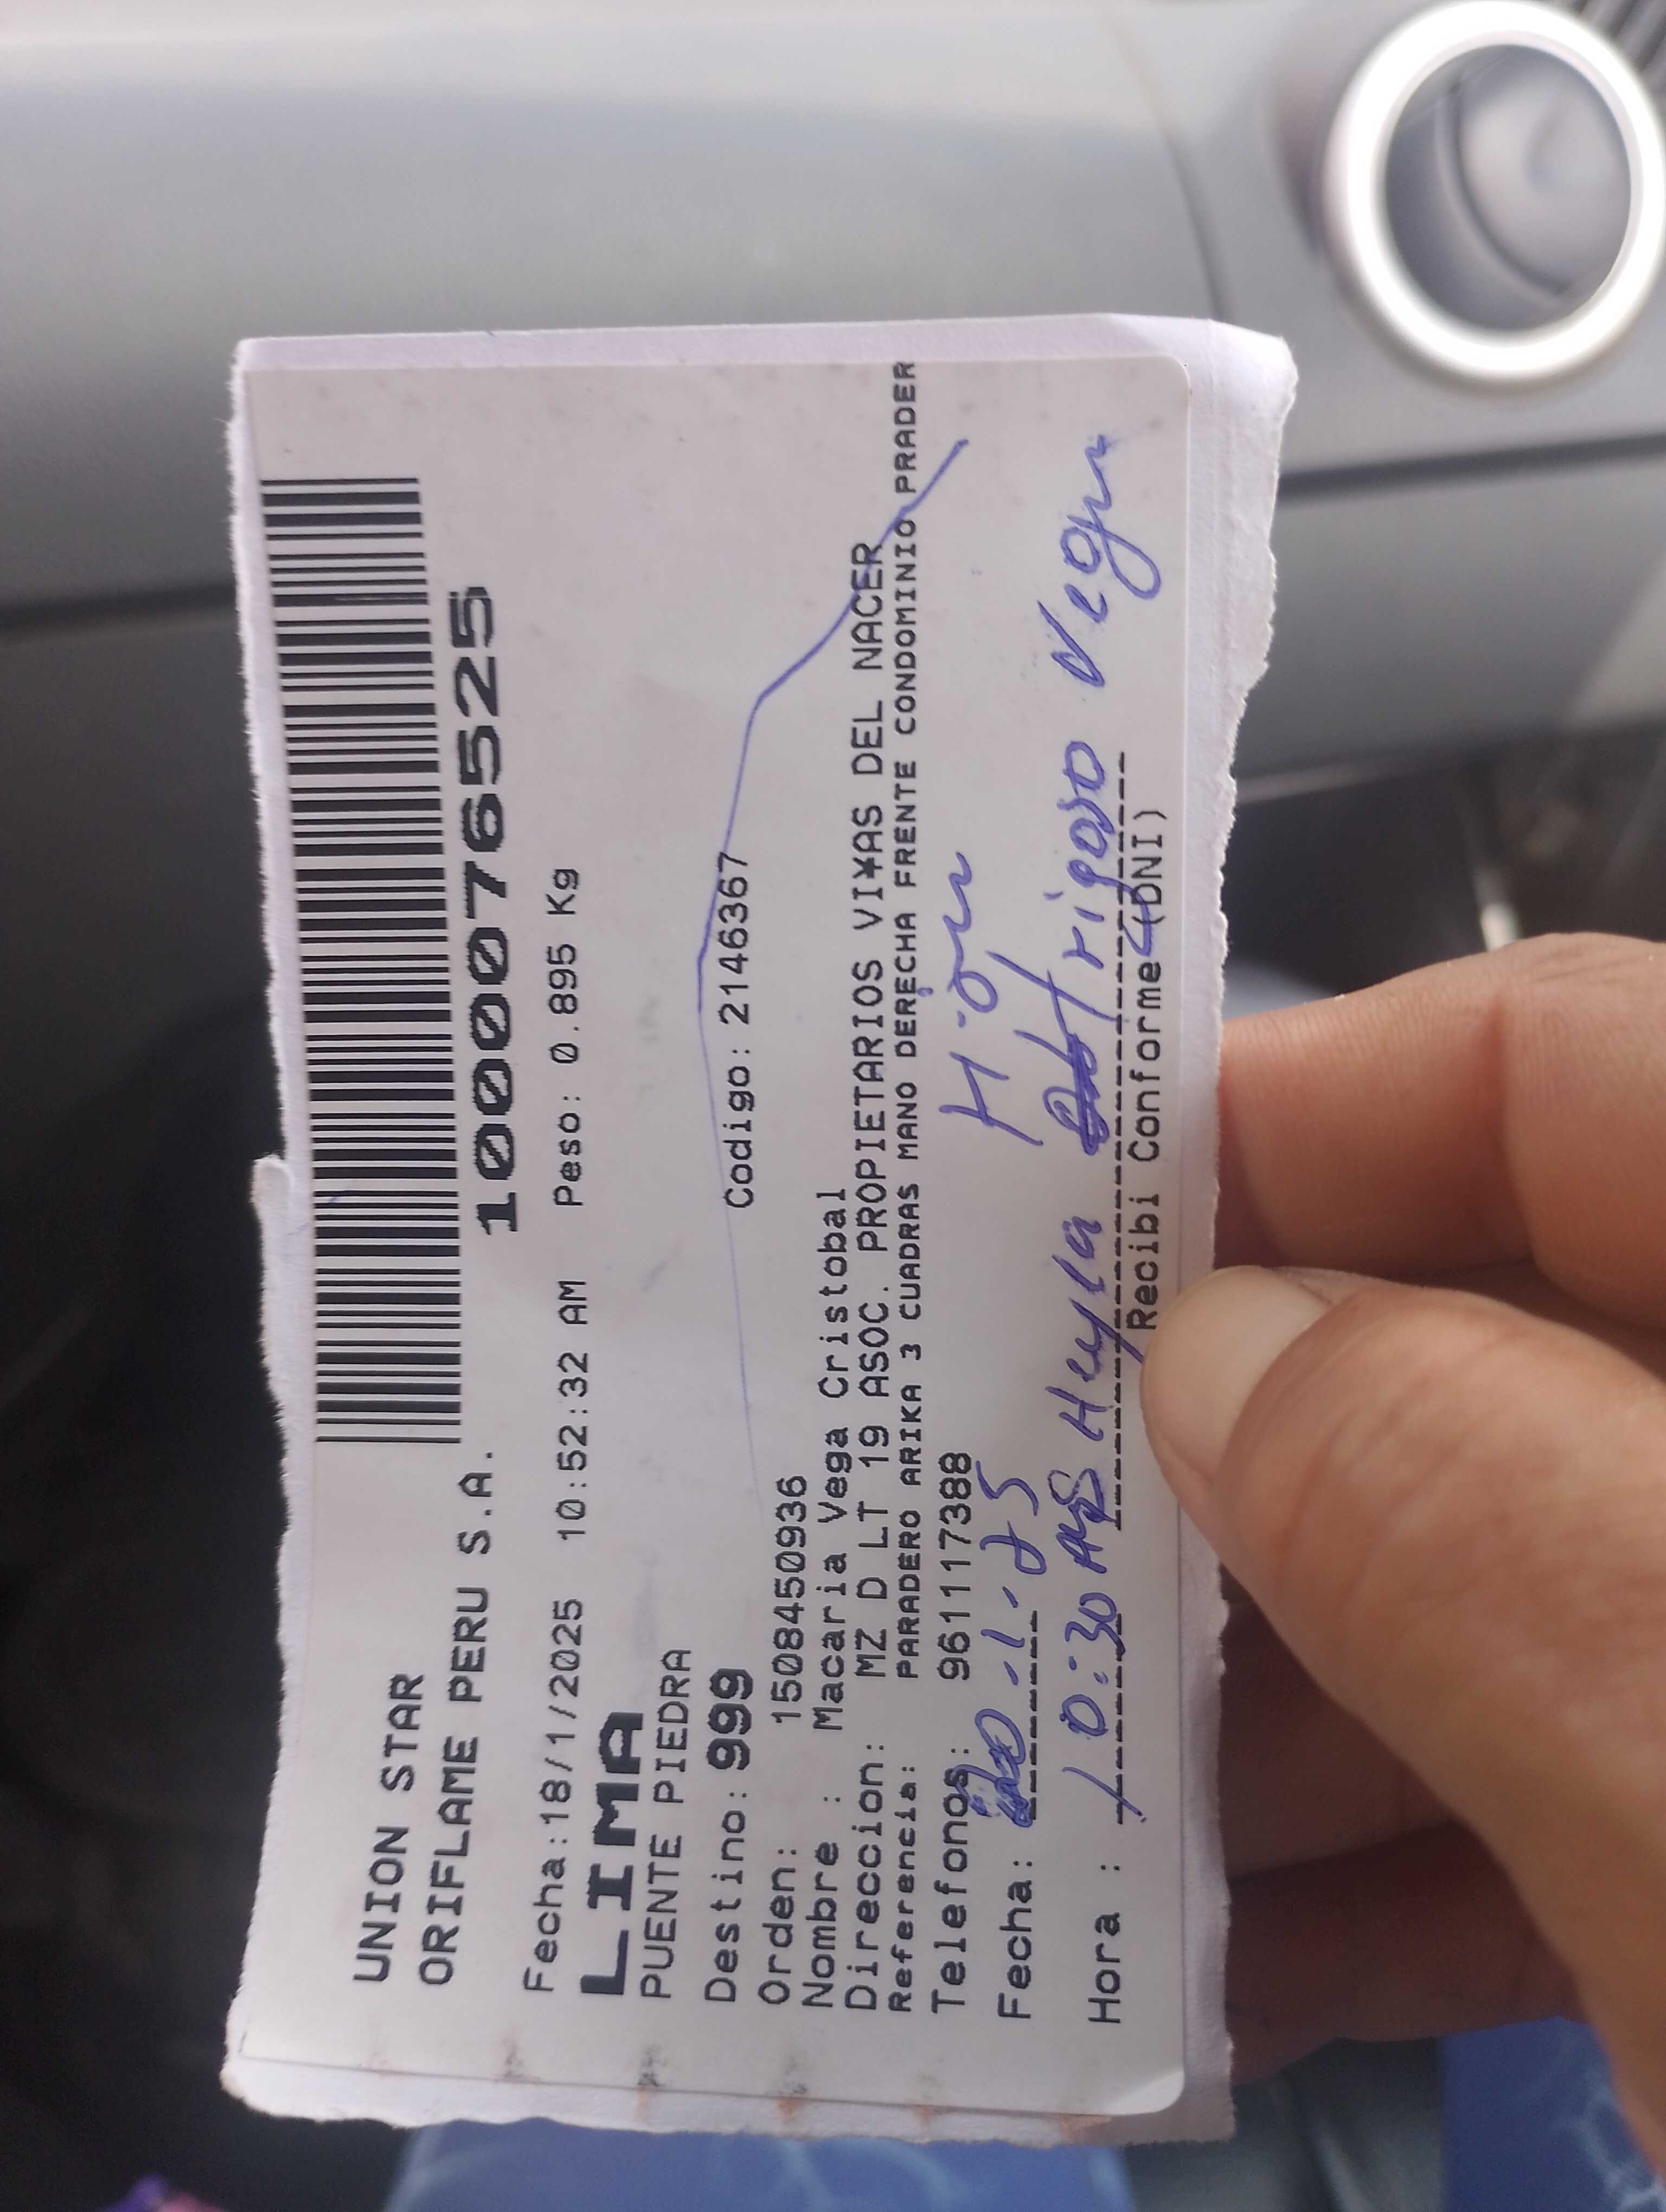 UNION STAR
ORIFLAME PERU S.A.
10000076525
Fecha:18/1/2025 10:52:32 AM Peso: 0.895 Kg
LIMA
PUENTE PIEDRA
Destino: 999 Codigo: 2146367
Orden: 1508450936
Nombre : Macaria Vega Cristobal
Direccion: MZ D LT 19 ASOC. PROPIETARIOS VI¥AS DEL NACER
Referencia: PARADERO ARIKA 3 CUADRAS MANO DERECHA FRENTE CONDOMINIO PRADER
Telefonos: 961117388
Fecha: 20-1-25
Hora : 10:30 Vega
Recibi Conforme (DNI)